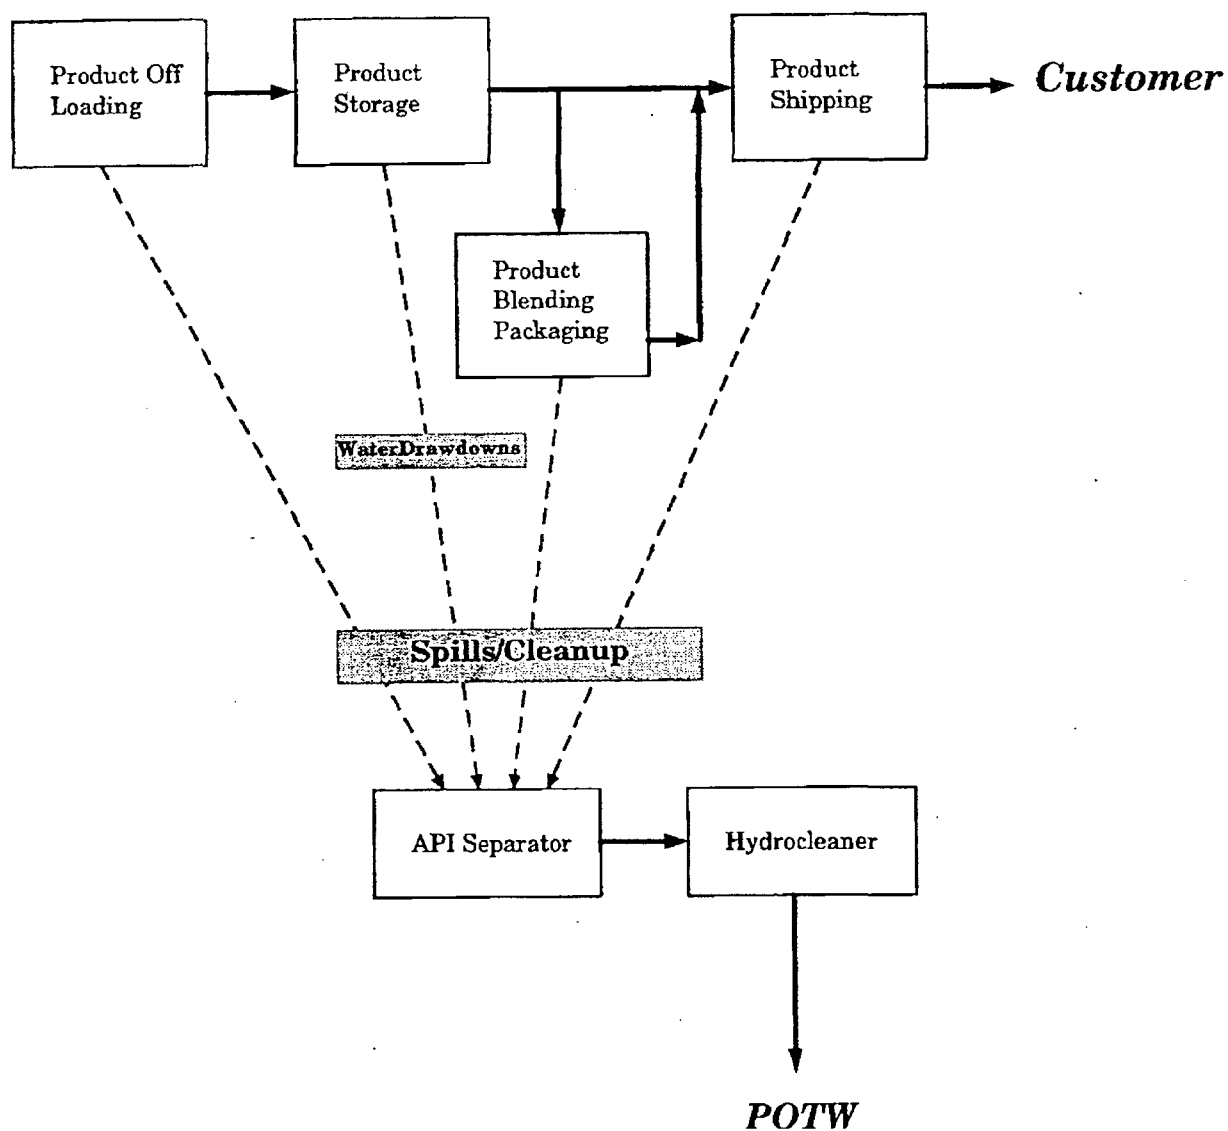 Product Off
Loading
Product
Storage
Product
Shipping
Customer
Product
Blending
Packaging
WaterDrawdowns
Spills/Cleanup
API Separator
Hydrocleaner
POTW